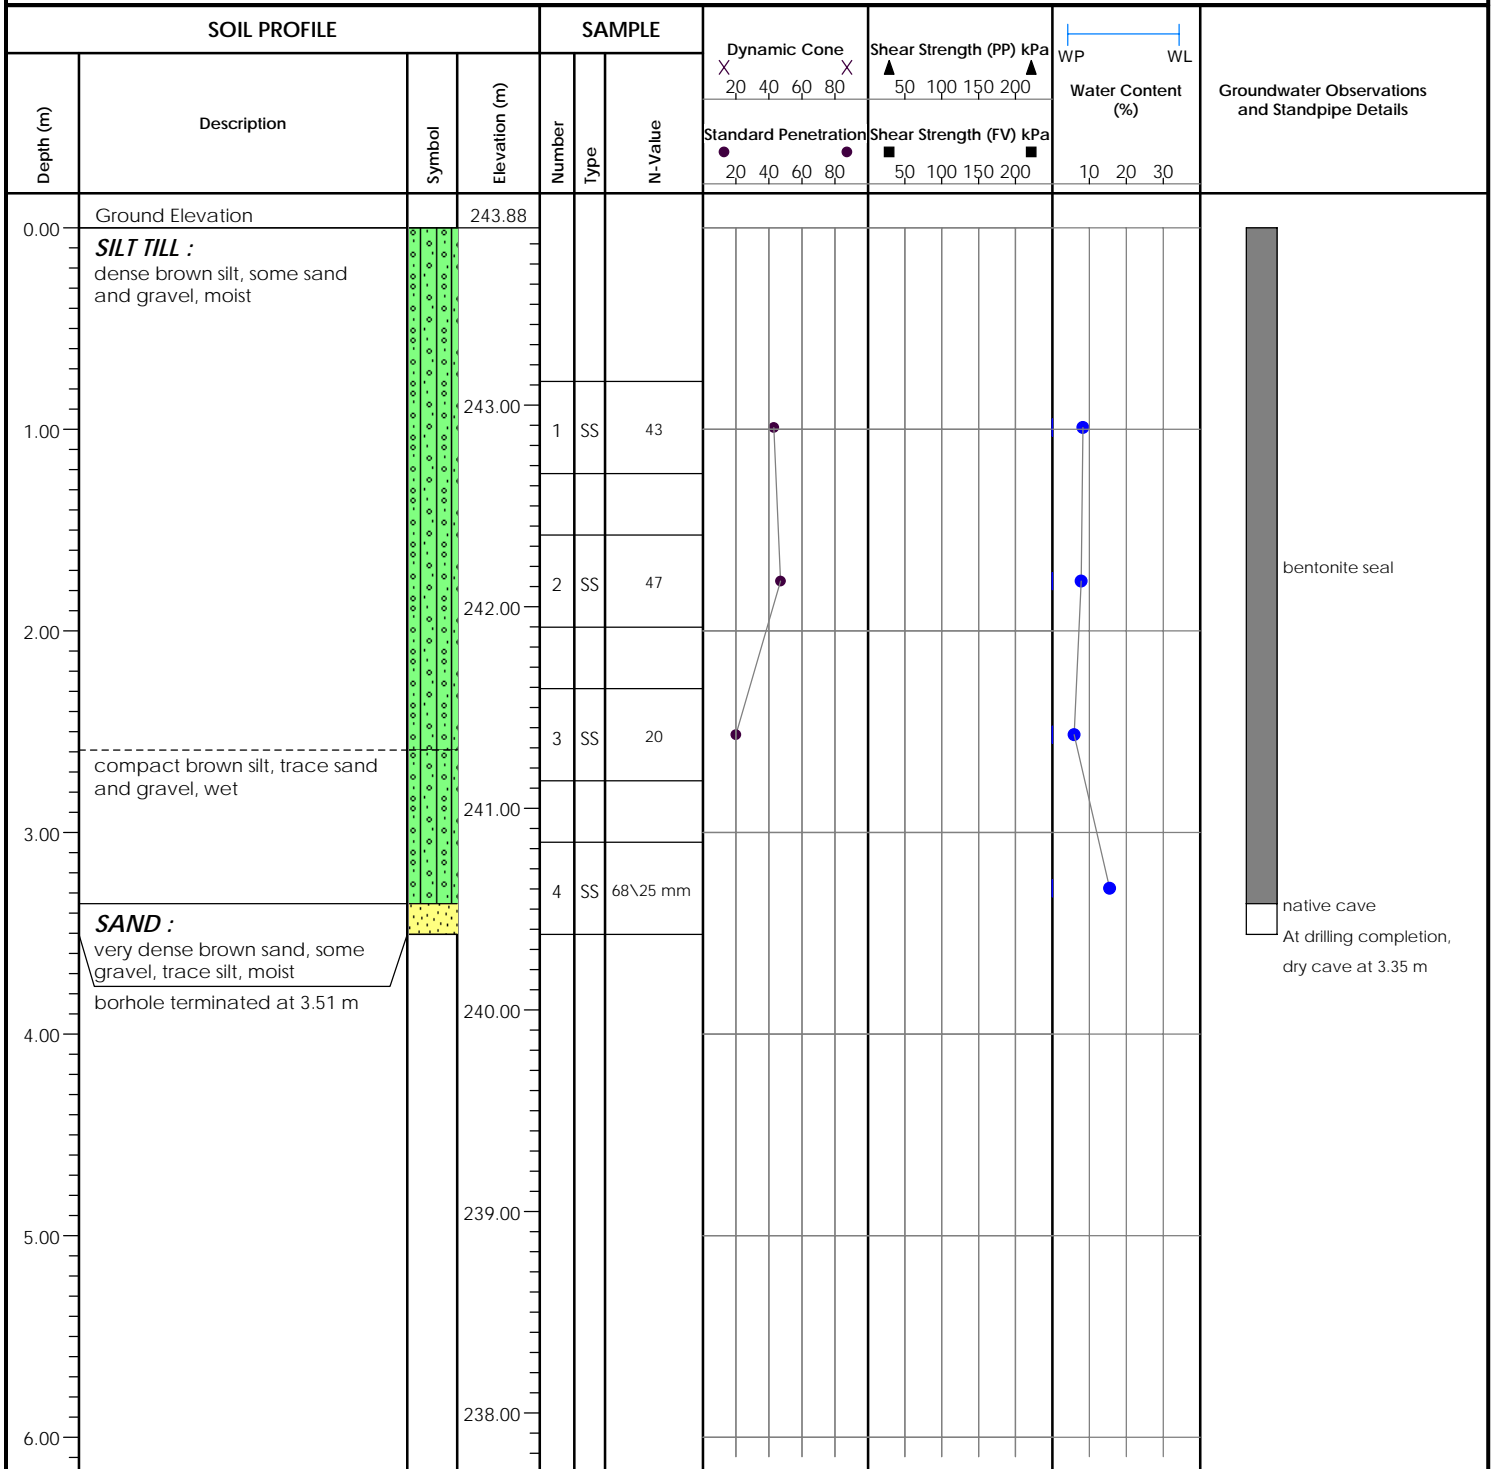 SOIL PROFILE
SAMPLE
Depth (m)
Description
Symbol
Elevation (m)
Number
Type
N-Value
Dynamic Cone
20 40 60 80
Standard Penetration
20 40 60 80
Shear Strength (PP) kPa
50 100 150 200
Shear Strength (FV) kPa
50 100 150 200
WP WL
Water Content
(%)
10 20 30
Groundwater Observations
and Standpipe Details
Ground Elevation 243.88
0.00
SILT TILL :
dense brown silt, some sand
and gravel, moist
243.00
1.00
1 SS 43
2 SS 47
bentonite seal
242.00
2.00
3 SS 20
compact brown silt, trace sand
and gravel, wet
241.00
3.00
4 SS 68\25 mm
native cave
SAND :
very dense brown sand, some
gravel, trace silt, moist
At drilling completion,
dry cave at 3.35 m
borhole terminated at 3.51 m
240.00
4.00
239.00
5.00
238.00
6.00